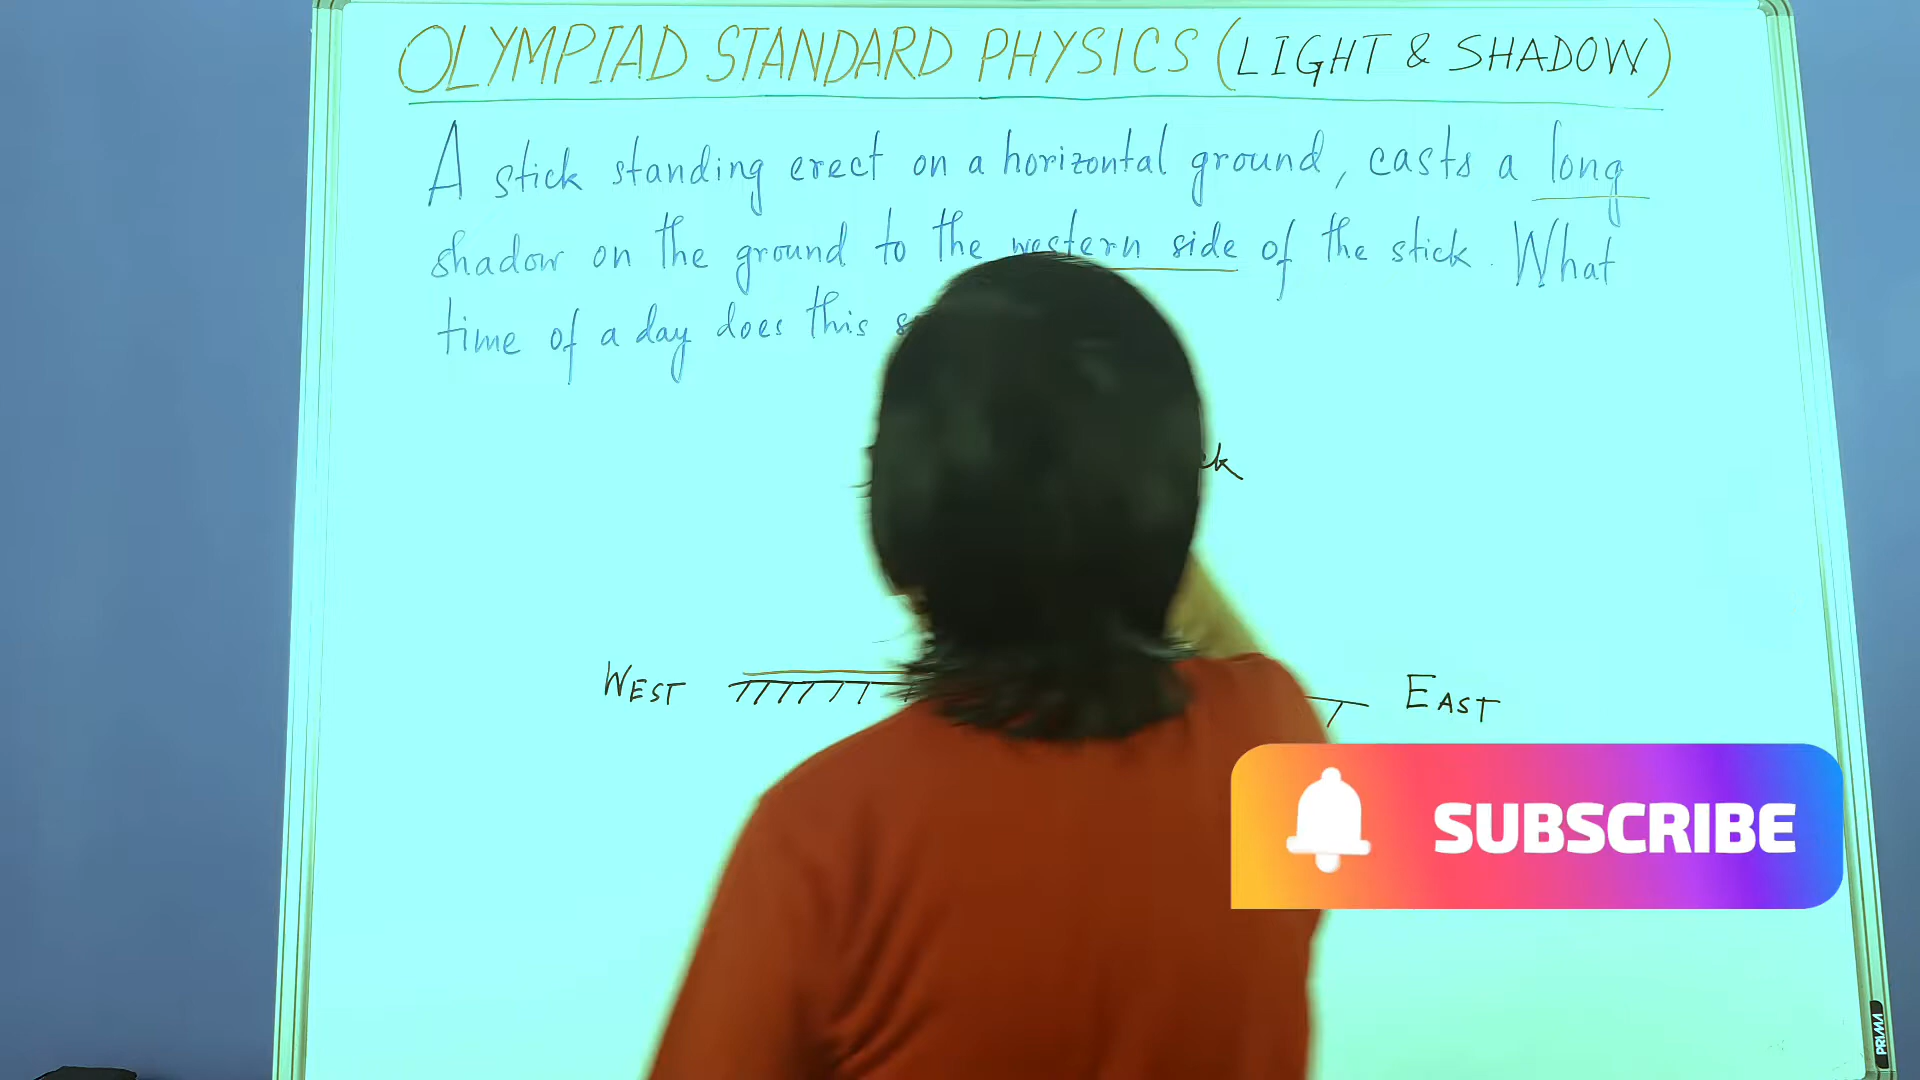 OLYMPIAD STANDARD PHYSICS (LIGHT & SHADOW)
A stick standing erect on a horizontal ground, casts a long
shadow on the ground to the western side of the stick. What
time of a day does this
WEST
EAST
SUBSCRIBE
PRIMA